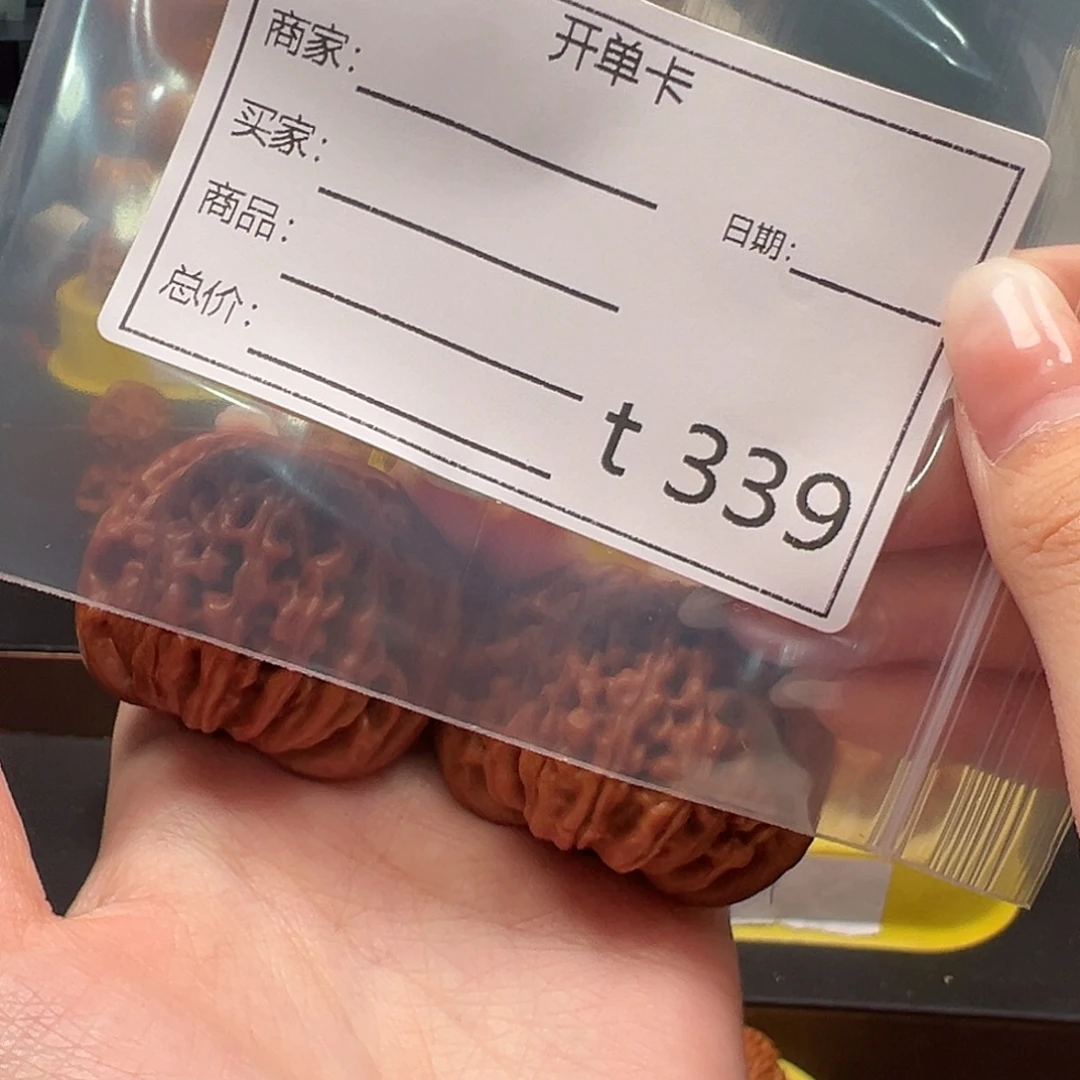 开单卡
商家：
买家：
日期：
商品：
总价：
t 339